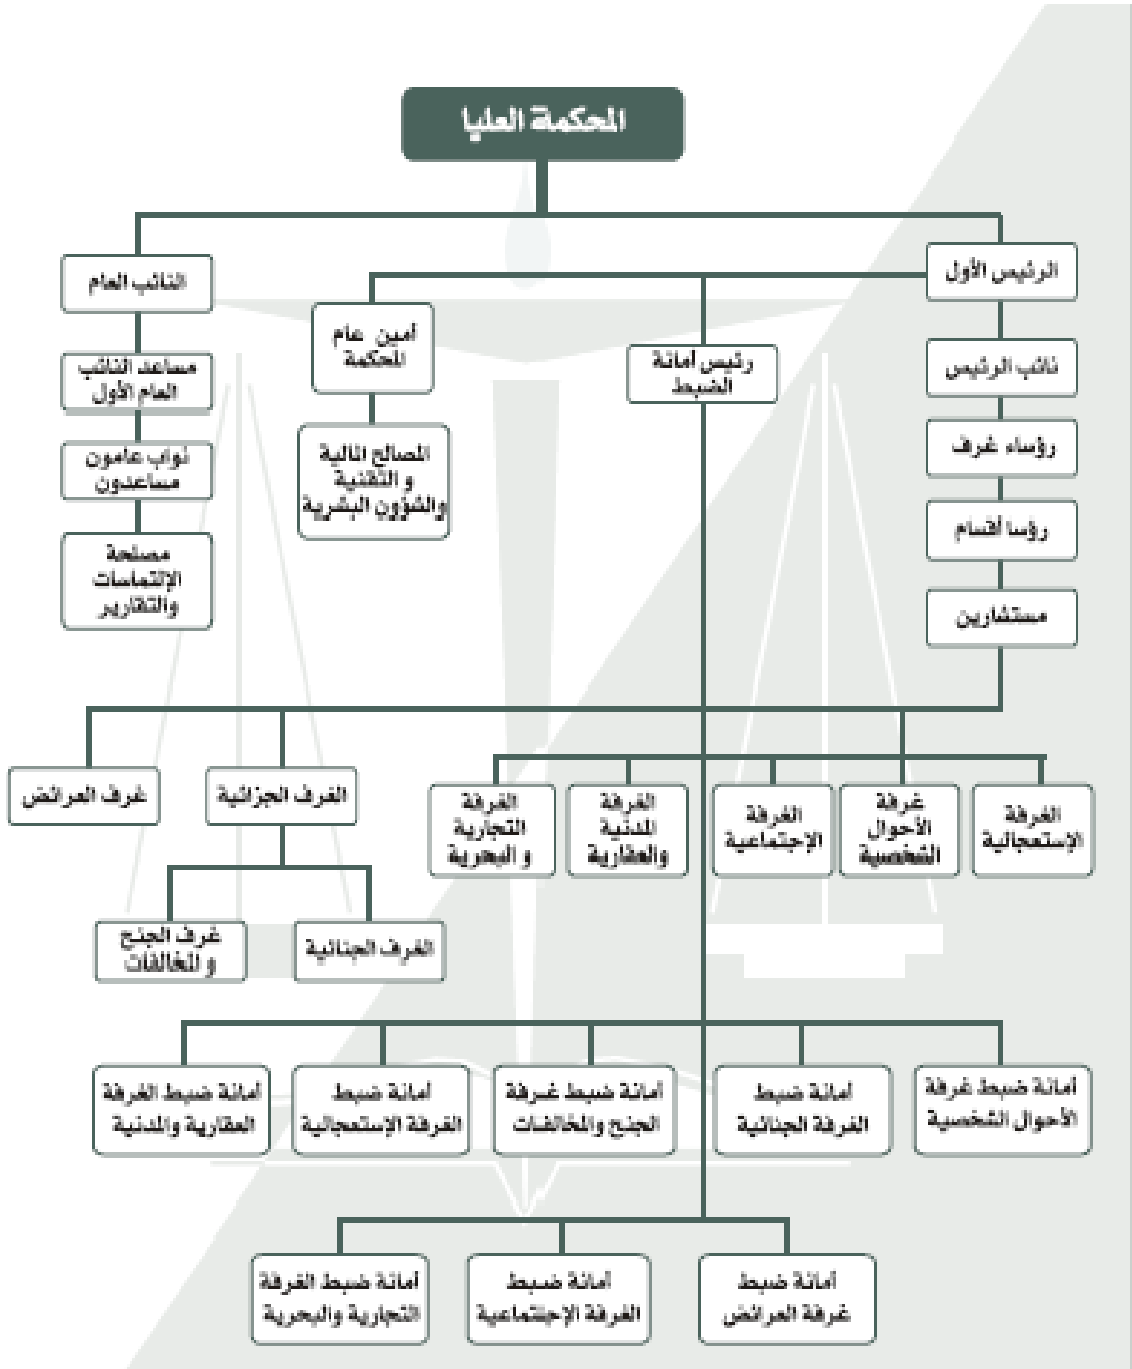 المحكمة العليا
الرئيس الأول
النائب العام
أمين عام
المحكمة
رئيس أمانة
الضبط
نائب الرئيس
مساعد النائب
العام الأول
رؤساء غرف
المصالح المالية
و التقنية
والشؤون البشرية
نواب عامون
مساعدون
رؤسا أقسام
مصلحة
الإلتماسات
والتقارير
مستشارين
الغرفة
الإستعجالية
غرفة
الأحوال
الشخصية
الغرفة
الإجتماعية
الغرفة
المدنية
والعقارية
الغرفة
التجارية
و البحرية
الغرف الجزائية
غرف العرائض
الغرف الجنائية
غرف الجنح
و المخالفات
أمانة ضبط غرفة
الأحوال الشخصية
أمانة ضبط
الغرفة الجنائية
أمانة ضبط غرفة
الجنح والمخالفات
أمانة ضبط
الغرفة الإستعجالية
أمانة ضبط الغرفة
العقارية والمدنية
أمانة ضبط
غرفة العرائض
أمانة ضبط
الغرفة الإجتماعية
أمانة ضبط الغرفة
التجارية والبحرية